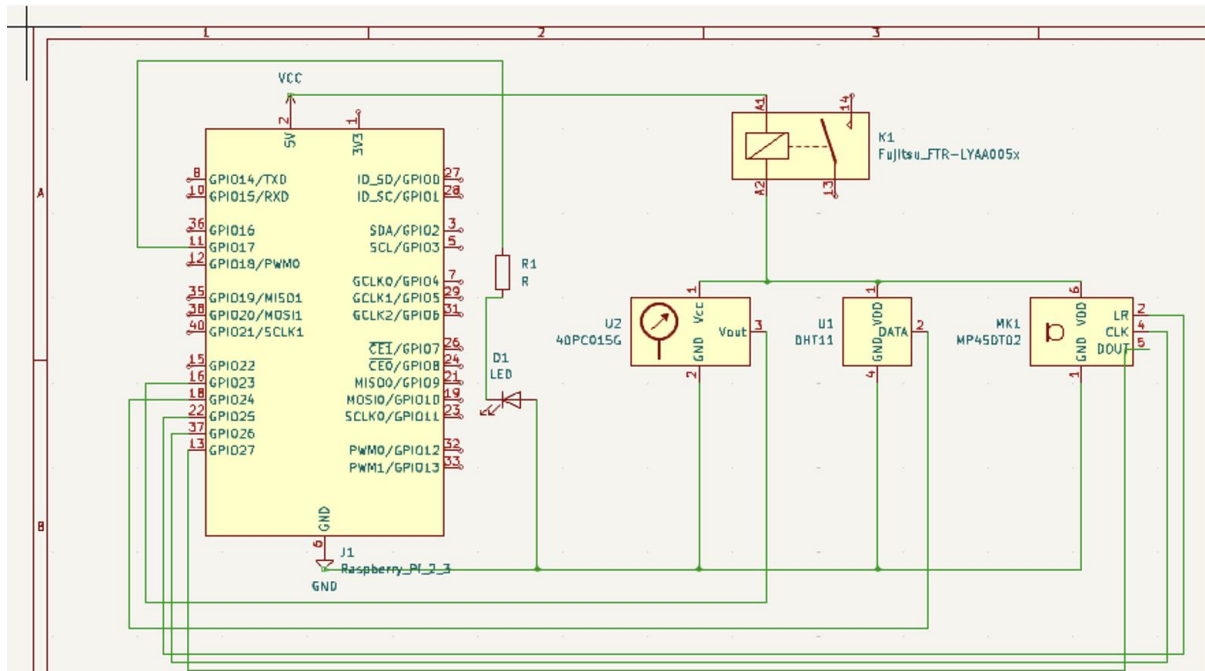 1
2
3
A
B
VCC
2
5V
1
3V3
8
GPIO14/TXD
10
GPIO15/RXD
36
GPIO16
11
GPIO17
12
GPIO18/PWM0
35
GPIO19/MISO1
38
GPIO20/MOSI1
40
GPIO21/SCLK1
15
GPIO22
16
GPIO23
18
GPIO24
22
GPIO25
37
GPIO26
13
GPIO27
ID_SD/GPIO0
27
ID_SC/GPIO1
28
SDA/GPIO2
3
SCL/GPIO3
5
GCLK0/GPIO4
7
GCLK1/GPIO5
29
GCLK2/GPIO6
31
CE1/GPIO7
26
CE0/GPIO8
24
MISO0/GPIO9
21
MOSI0/GPIO10
19
SCLK0/GPIO11
23
PWM0/GPIO12
32
PWM1/GPIO13
33
GND
6
J1
Raspberry_Pi_2_3
GND
R1
R
D1
LED
A1
14
K1
Fujitsu_FTR-LYAA005x
A2
13
U2
40PC015G
1
Vcc
Vout
3
GND
2
U1
DHT11
1
VDD
DATA
2
GND
4
MK1
MP45DT02
6
VDD
LR
2
CLK
4
DOUT
5
GND
1